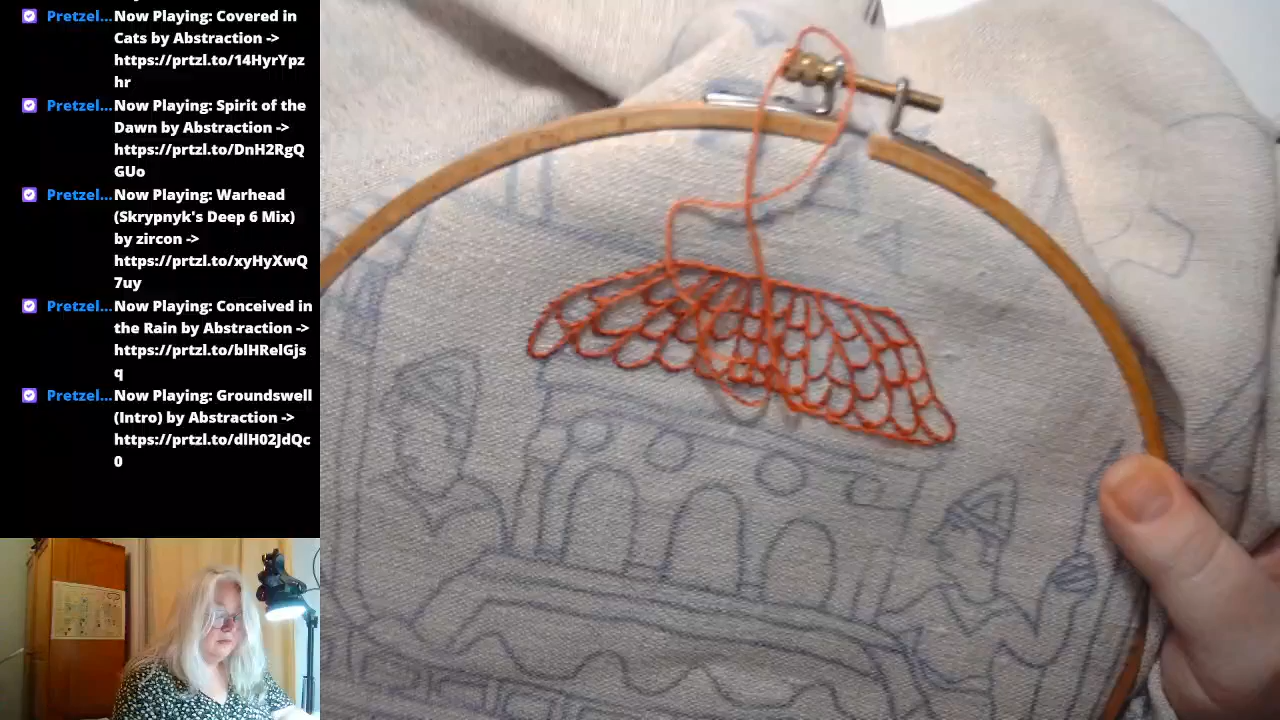 Pretzel... Now Playing: Covered in
Cats by Abstraction ->
https://prtzl.to/14HyrYpz
hr
Pretzel... Now Playing: Spirit of the
Dawn by Abstraction ->
https://prtzl.to/DnH2RgQ
GUo
Pretzel... Now Playing: Warhead
(Skrypnyk's Deep 6 Mix)
by zircon ->
https://prtzl.to/xyHyXwQ
7uy
Pretzel... Now Playing: Conceived in
the Rain by Abstraction ->
https://prtzl.to/blHRelGjs
q
Pretzel... Now Playing: Groundswell
(Intro) by Abstraction ->
https://prtzl.to/dlH02JdQc
0